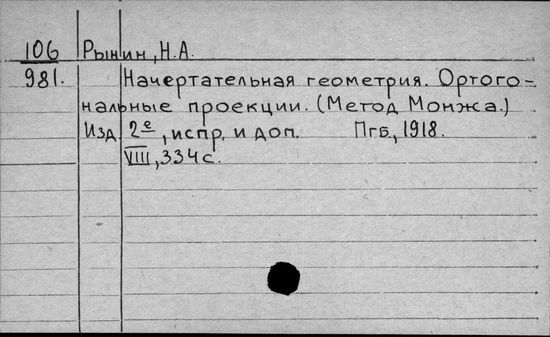 106 Рынин, Н.А.
981. Начертательная геометрия. Ортого-
нальные проекции. (Метод Монжа.)
Изд 2е, испр. и доп. Пгб., 1918.
VIII, 334 с.